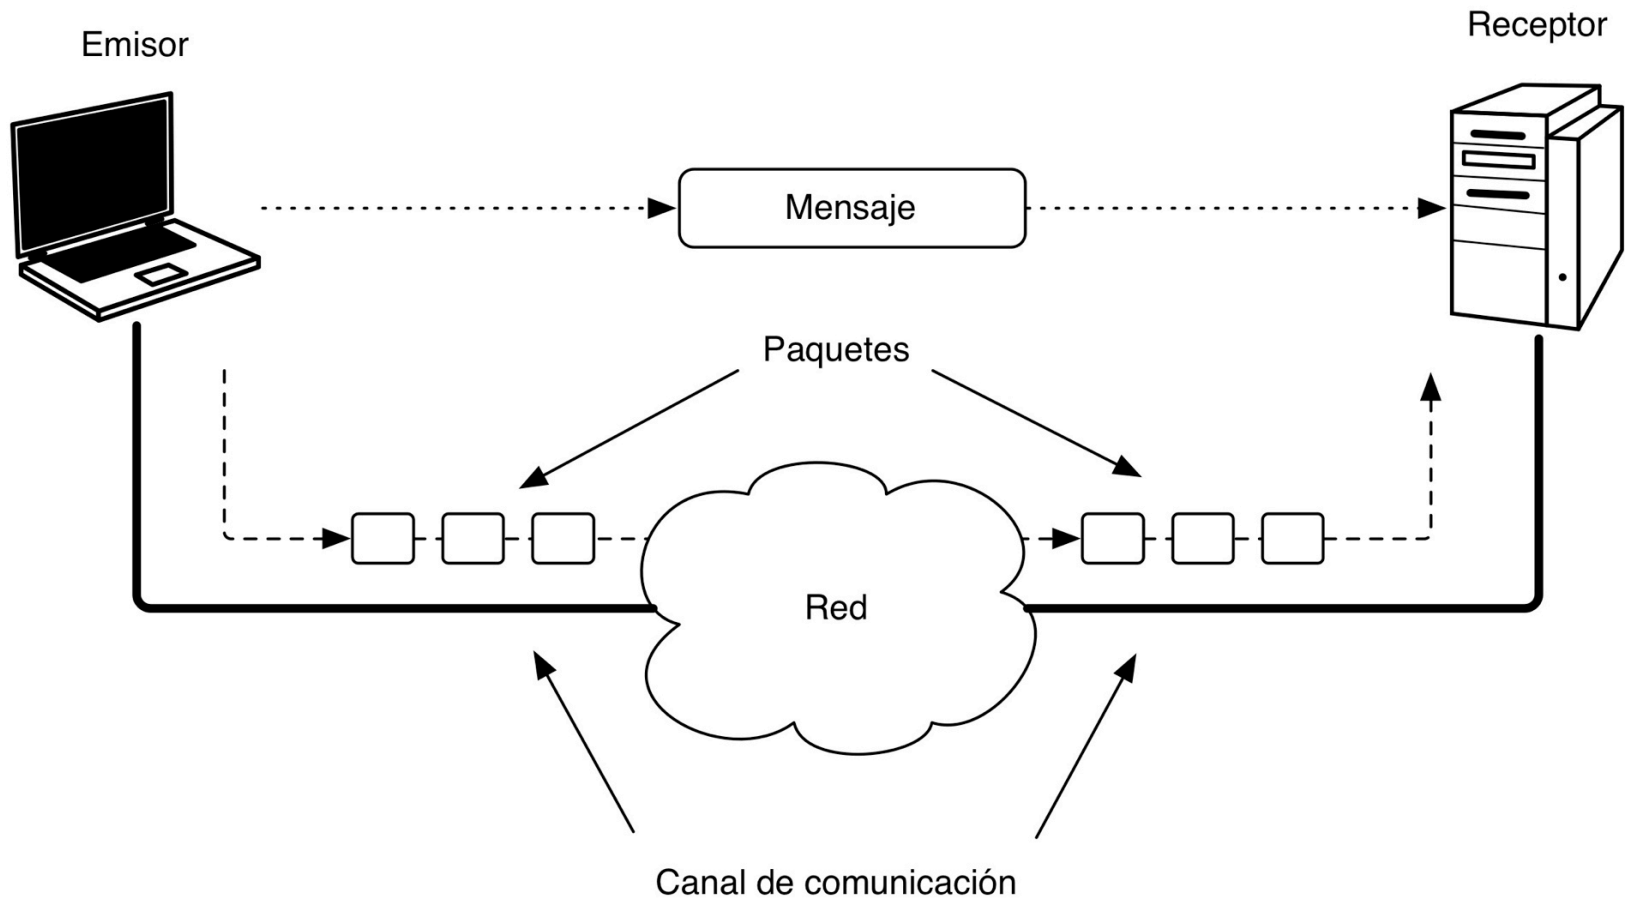 Emisor
Receptor
Mensaje
Paquetes
Red
Canal de comunicación